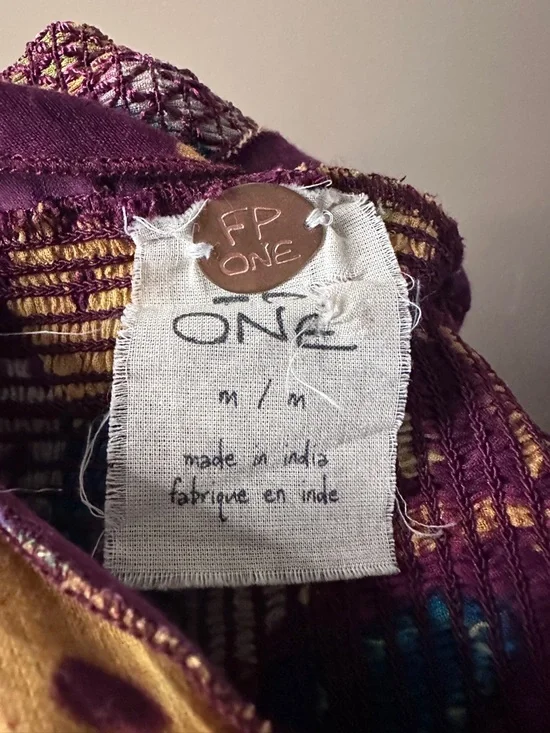 FP
ONE
ONE
m / m
made in india
fabrique en inde